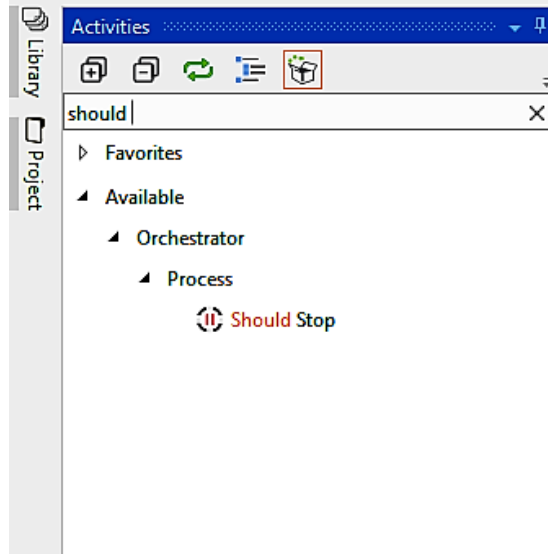 Library
Project
Activities
should
Favorites
Available
Orchestrator
Process
Should Stop